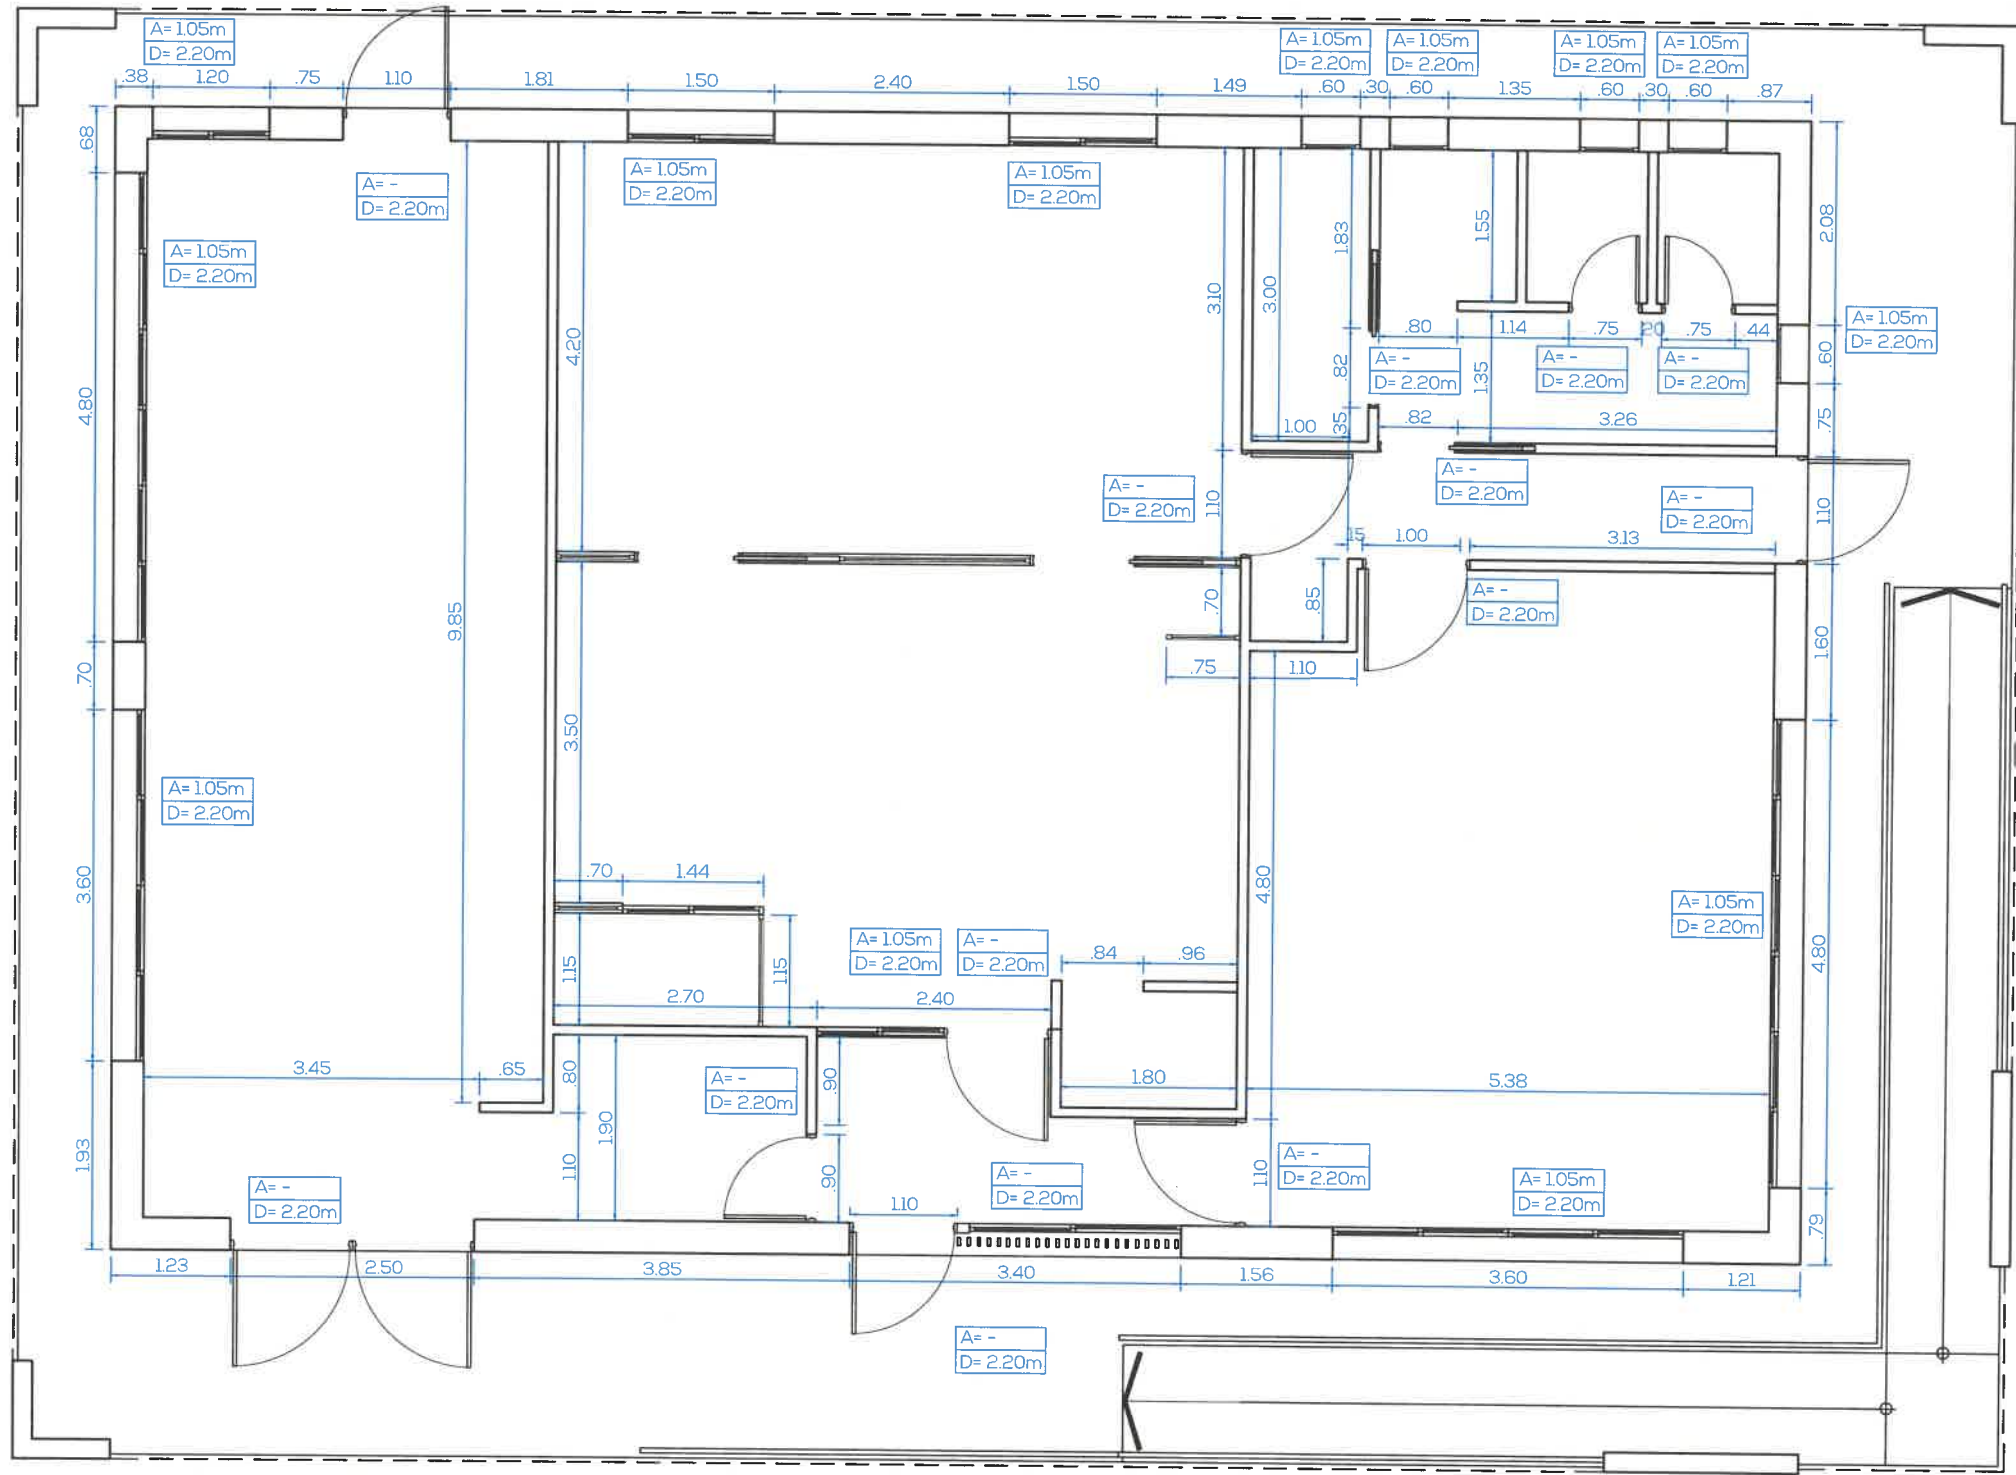 A= 1.05m
D= 2.20m
A= 1.05m
D= 2.20m
A= 1.05m
D= 2.20m
A= 1.05m
D= 2.20m
A= 1.05m
D= 2.20m
.38
1.20
.75
1.10
1.81
1.50
2.40
1.50
1.49
.60
.30
.60
1.35
.60
.30
.60
.87
.68
A= -
D= 2.20m
A= 1.05m
D= 2.20m
A= 1.05m
D= 2.20m
A= 1.05m
D= 2.20m
1.83
1.55
2.08
3.10
3.00
4.20
.80
1.14
.75
.20
.75
.44
A= 1.05m
D= 2.20m
A= -
D= 2.20m
A= -
D= 2.20m
A= -
D= 2.20m
.82
1.35
.60
4.80
1.00
.35
.82
3.26
.75
A= -
D= 2.20m
A= -
D= 2.20m
A= -
D= 2.20m
1.10
1.10
.15
1.00
3.13
9.85
.70
.85
A= -
D= 2.20m
1.60
.70
.75
1.10
3.50
A= 1.05m
D= 2.20m
.70
1.44
3.60
4.80
A= 1.05m
D= 2.20m
A= 1.05m
D= 2.20m
A= -
D= 2.20m
.84
.96
4.80
1.15
1.15
2.70
2.40
3.45
.65
.80
A= -
D= 2.20m
.90
1.80
5.38
1.90
1.93
1.10
.90
1.10
A= -
D= 2.20m
A= -
D= 2.20m
A= -
D= 2.20m
A= 1.05m
D= 2.20m
1.10
.79
1.23
2.50
3.85
3.40
1.56
3.60
1.21
A= -
D= 2.20m